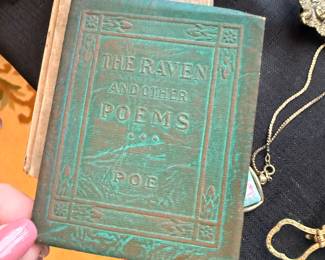 THE RAVEN
AND OTHER
POEMS
POE